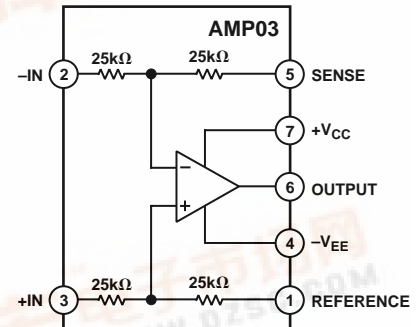 AMP03
25kΩ 25kΩ
–IN 2 5 SENSE
7 +VCC
–
6 OUTPUT
+
4 –VEE
25kΩ 25kΩ
+IN 3 1 REFERENCE